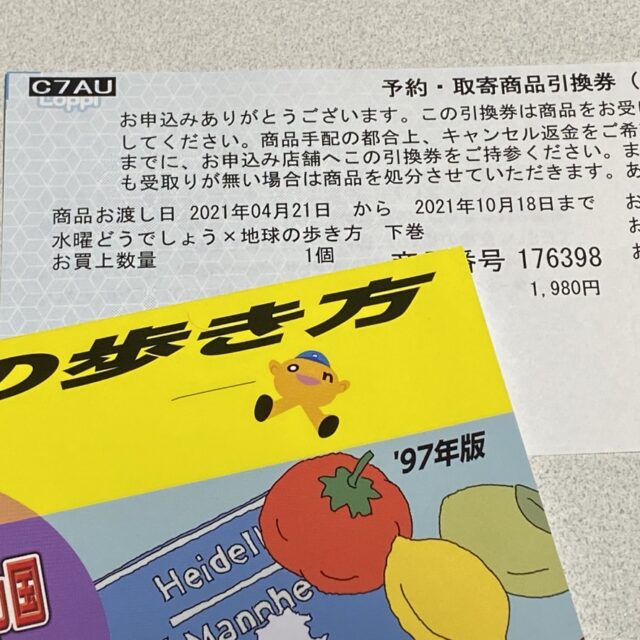 C7AU
Loppi
予約・取寄商品引換券（
お申込みありがとうございます。この引換券は商品をお受け
してください。商品手配の都合上、キャンセル返金をご希
までに、お申込み店舗へこの引換券をご持参ください。ま
も受取りが無い場合は商品を処分させていただきます。あ
商品お渡し日 2021年04月21日 から 2021年10月18日まで お
水曜どうでしょう×地球の歩き方 下巻
お買上数量 1個 番号 176398
1,980円
の歩き方
on
'97年版
Heidel
Mannhe
国